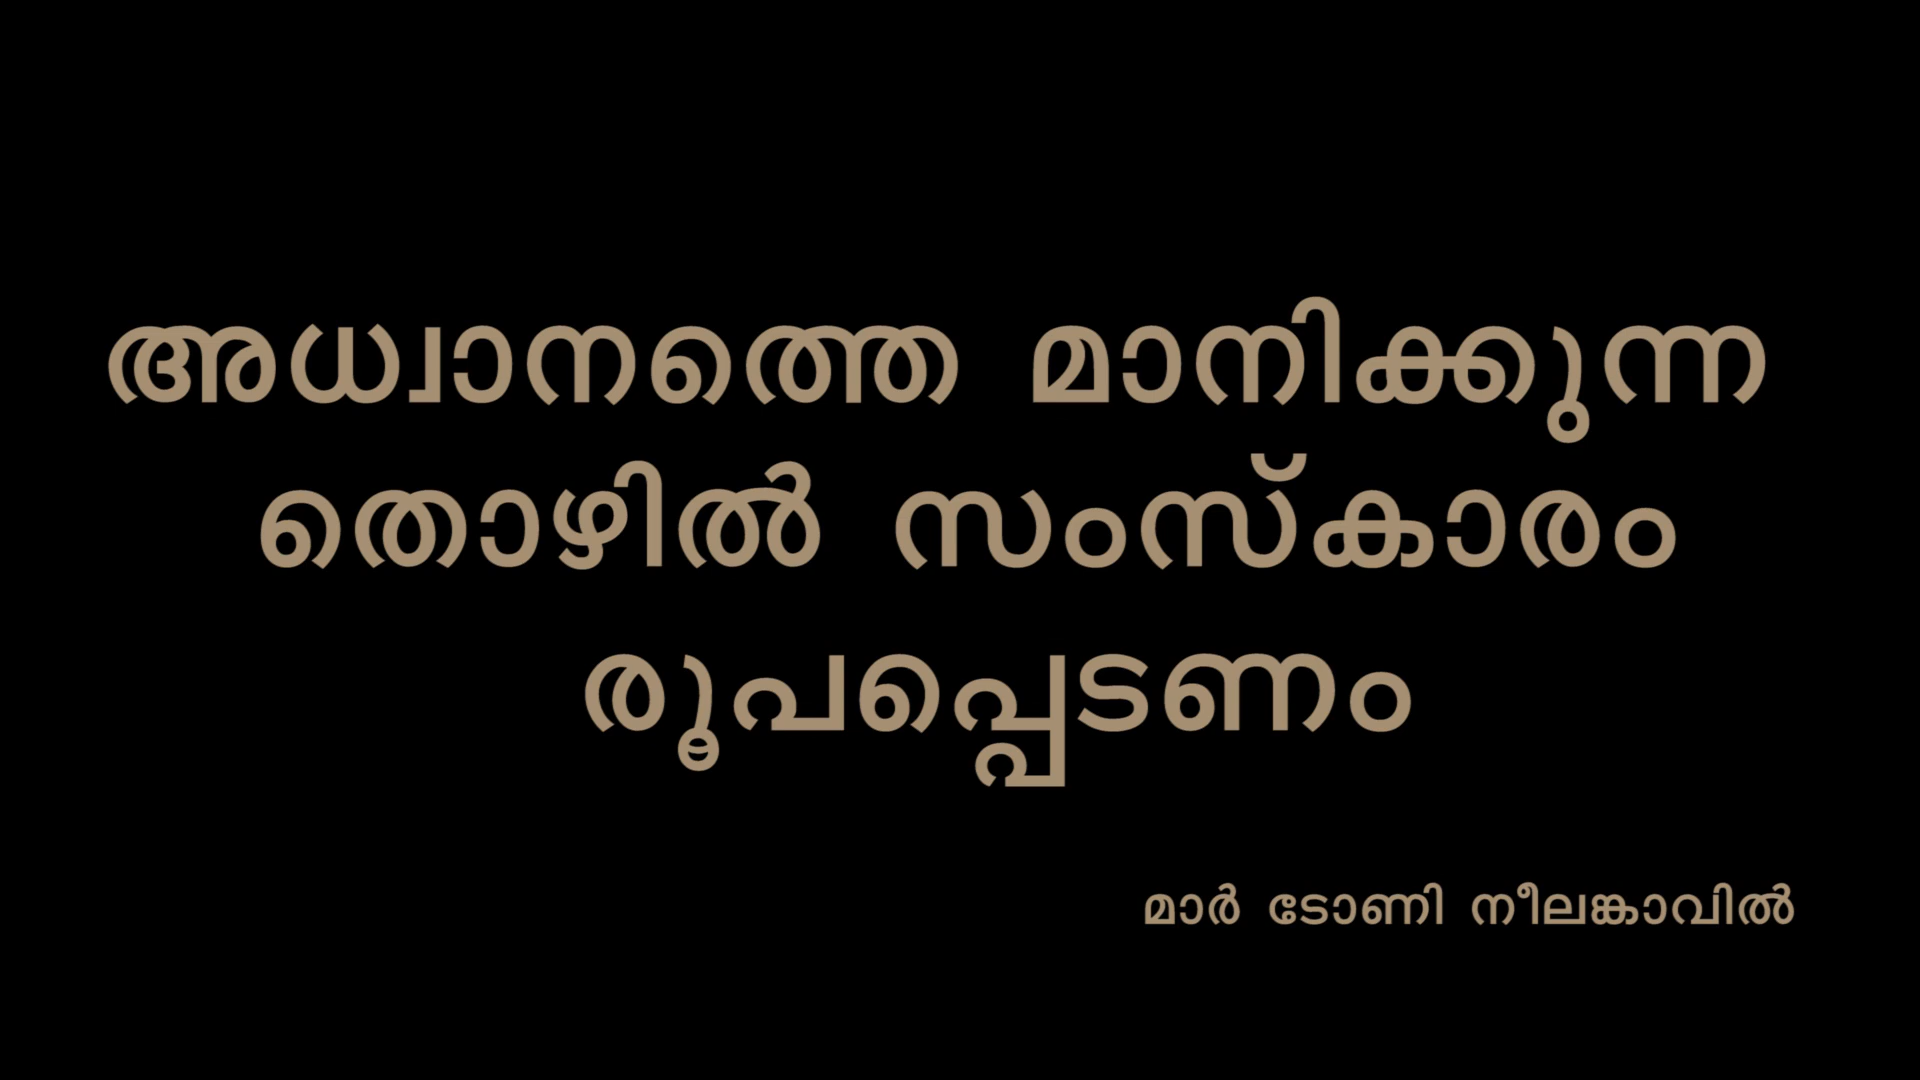 അധ്വാനത്തെ മാനിക്കുന്ന
തൊഴിൽ സംസ്കാരം
രൂപപ്പെടണം
മാർ ടോണി നീലങ്കാവിൽ